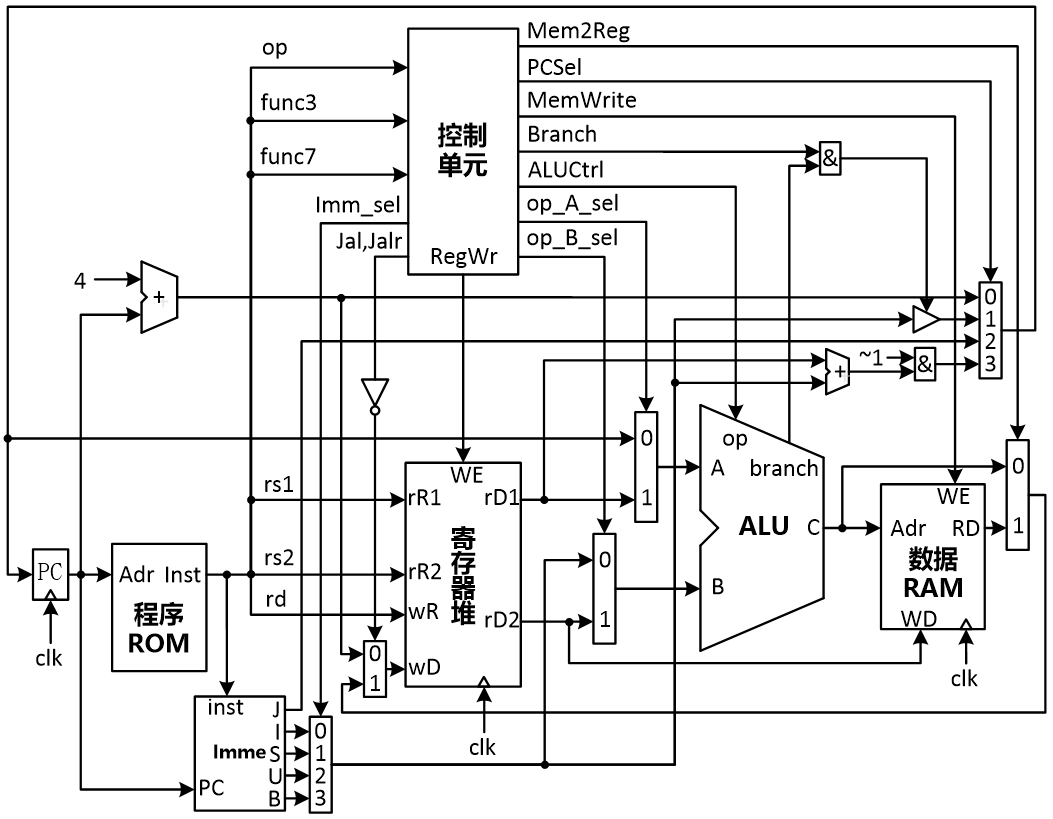 Mem2Reg
op
PCSel
func3
MemWrite
控制
单元
Branch
&
func7
ALUCtrl
Imm_sel
op_A_sel
Jal,Jalr
RegWr
op_B_sel
4
+
0
1
2
3
~1
&
+
0
1
op
A
branch
ALU
C
B
0
1
WE
rs1
rR1
rD1
寄存器堆
rs2
rR2
rd
wR
rD2
wD
clk
0
1
0
1
WE
Adr
RD
数据
RAM
WD
clk
PC
clk
Adr Inst
程序
ROM
inst
J
I
Imme
S
U
PC
B
0
1
2
3